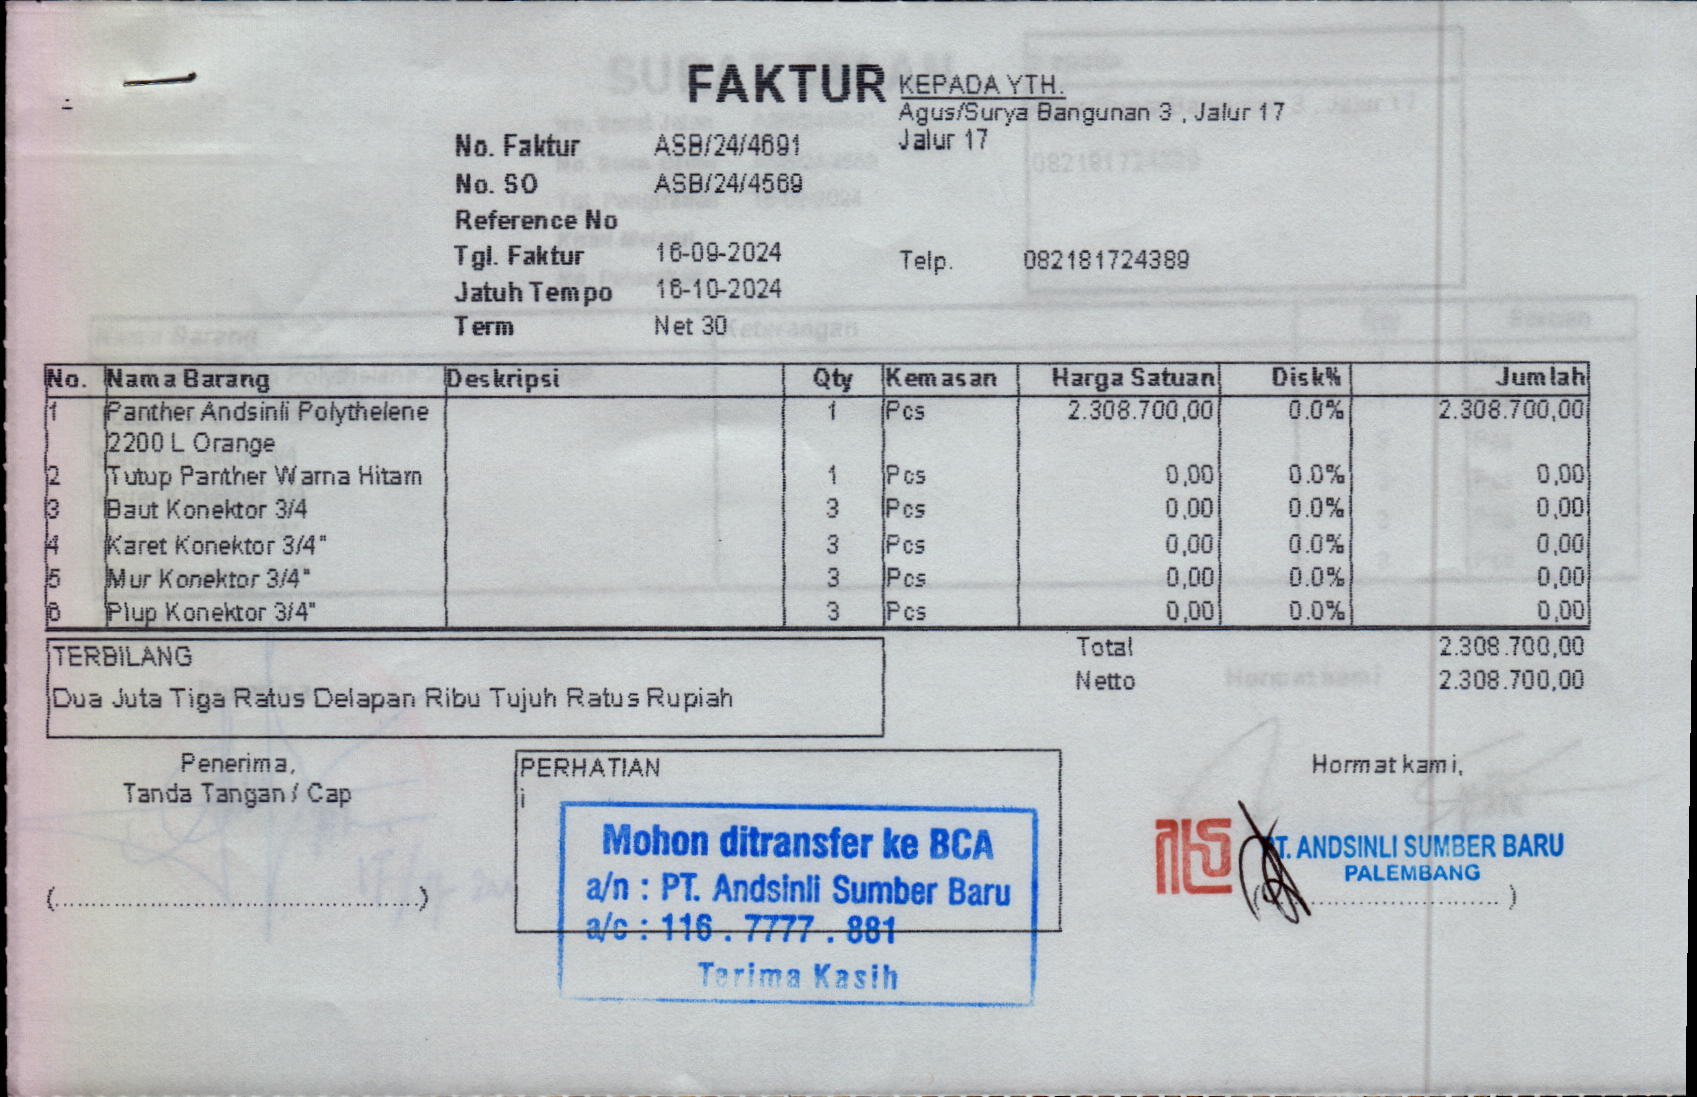 FAKTUR
KEPADA YTH.
Agus/Surya Bangunan 3 , Jalur 17
Jalur 17
No. Faktur ASB/24/4691
No. SO ASB/24/4569
Reference No
Tgl. Faktur 16-09-2024
Telp. 082181724389
Jatuh Tempo 16-10-2024
Term Net 30
No. Nama Barang Deskripsi Qty Kemasan Harga Satuan Disk% Jumlah
1 Panther Andsinli Polythelene 1 Pcs 2.308.700,00 0.0% 2.308.700,00
2200 L Orange
2 Tutup Panther Warna Hitam 1 Pcs 0,00 0.0% 0,00
3 Baut Konektor 3/4 3 Pcs 0,00 0.0% 0,00
4 Karet Konektor 3/4" 3 Pcs 0,00 0.0% 0,00
5 Mur Konektor 3/4" 3 Pcs 0,00 0.0% 0,00
6 Plup Konektor 3/4" 3 Pcs 0,00 0.0% 0,00
TERBILANG
Dua Juta Tiga Ratus Delapan Ribu Tujuh Ratus Rupiah
Total 2.308.700,00
Netto 2.308.700,00
Penerima,
Tanda Tangan / Cap
(..........................................)
PERHATIAN
i
Mohon ditransfer ke BCA
a/n : PT. Andsinli Sumber Baru
a/c : 116 . 7777 . 881
Terima Kasih
Hormat kami,
PT. ANDSINLI SUMBER BARU
PALEMBANG
(..........................)